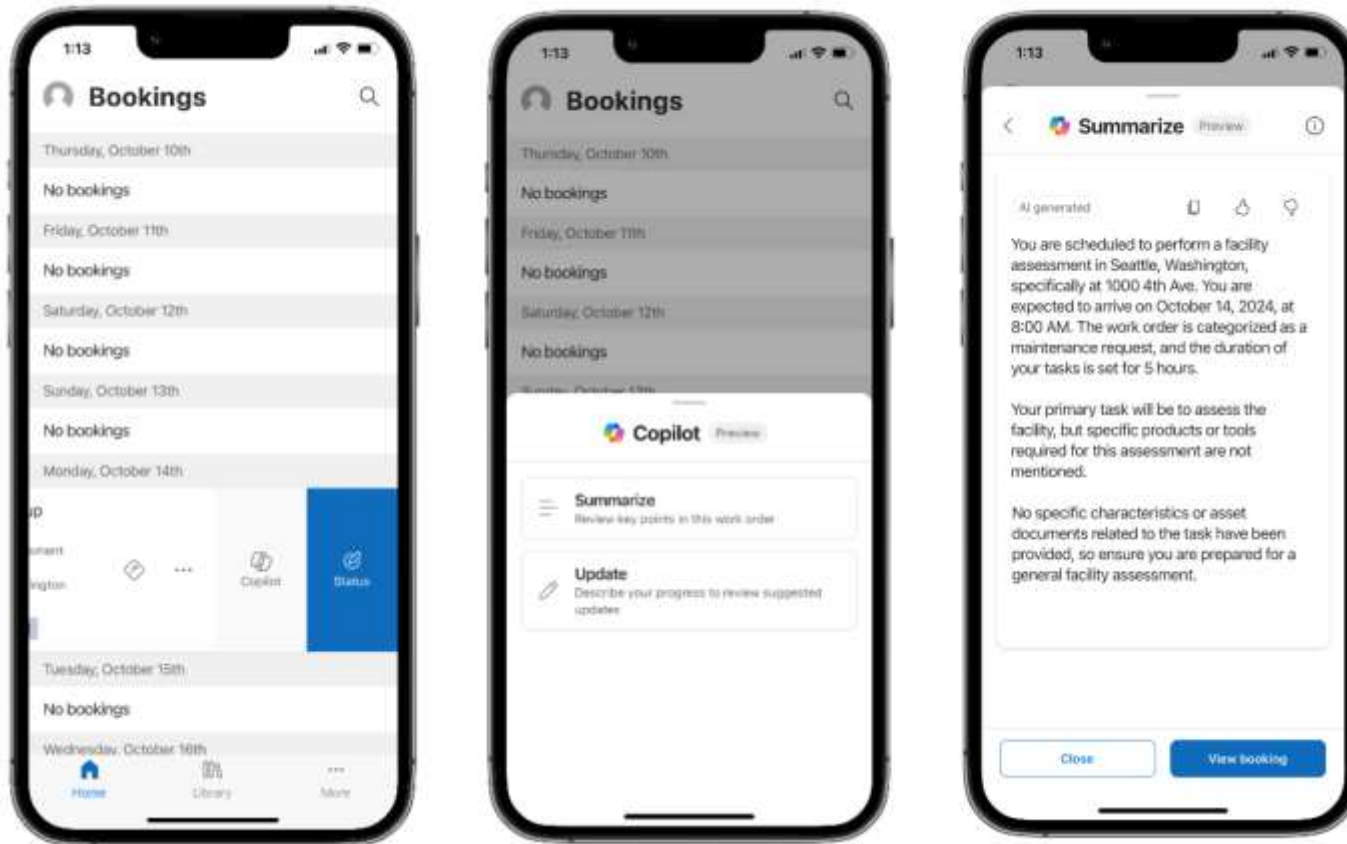 1:13
Bookings
Thursday, October 10th
No bookings
Friday, October 11th
No bookings
Saturday, October 12th
No bookings
Sunday, October 13th
No bookings
Monday, October 14th
up
ington
Copilot
Status
Tuesday, October 15th
No bookings
Wednesday, October 16th
Home
Library
More
1:13
Bookings
Thursday, October 10th
No bookings
Friday, October 11th
No bookings
Saturday, October 12th
No bookings
Sunday, October 13th
Copilot Preview
Summarize
Review key points in this work order
Update
Describe your progress to review suggested
updates
1:13
Summarize Preview
AI generated
You are scheduled to perform a facility
assessment in Seattle, Washington,
specifically at 1000 4th Ave. You are
expected to arrive on October 14, 2024, at
8:00 AM. The work order is categorized as a
maintenance request, and the duration of
your tasks is set for 5 hours.
Your primary task will be to assess the
facility, but specific products or tools
required for this assessment are not
mentioned.
No specific characteristics or asset
documents related to the task have been
provided, so ensure you are prepared for a
general facility assessment.
Close
View booking